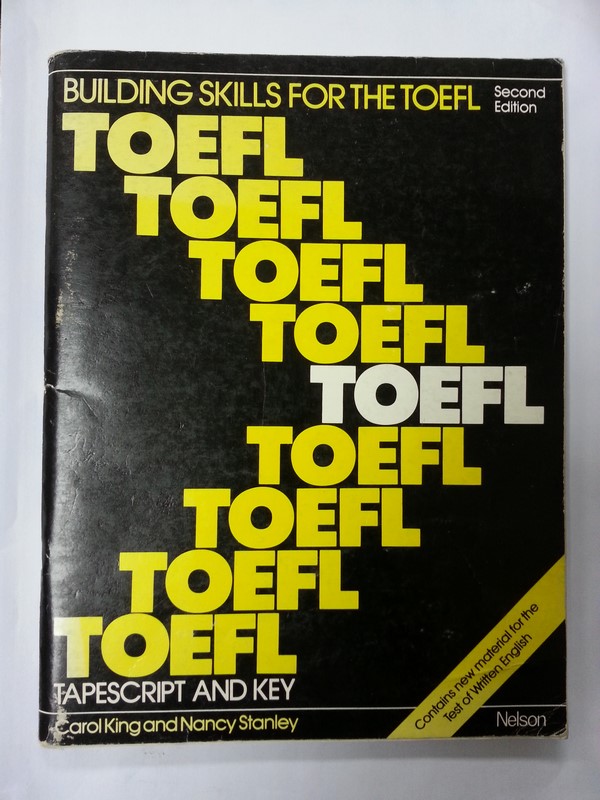 BUILDING SKILLS FOR THE TOEFL
Second
Edition
TOEFL
TOEFL
TOEFL
TOEFL
TOEFL
TOEFL
TOEFL
TOEFL
TOEFL
TAPESCRIPT AND KEY
Carol King and Nancy Stanley
Contains new material for the
Test of Written English
Nelson